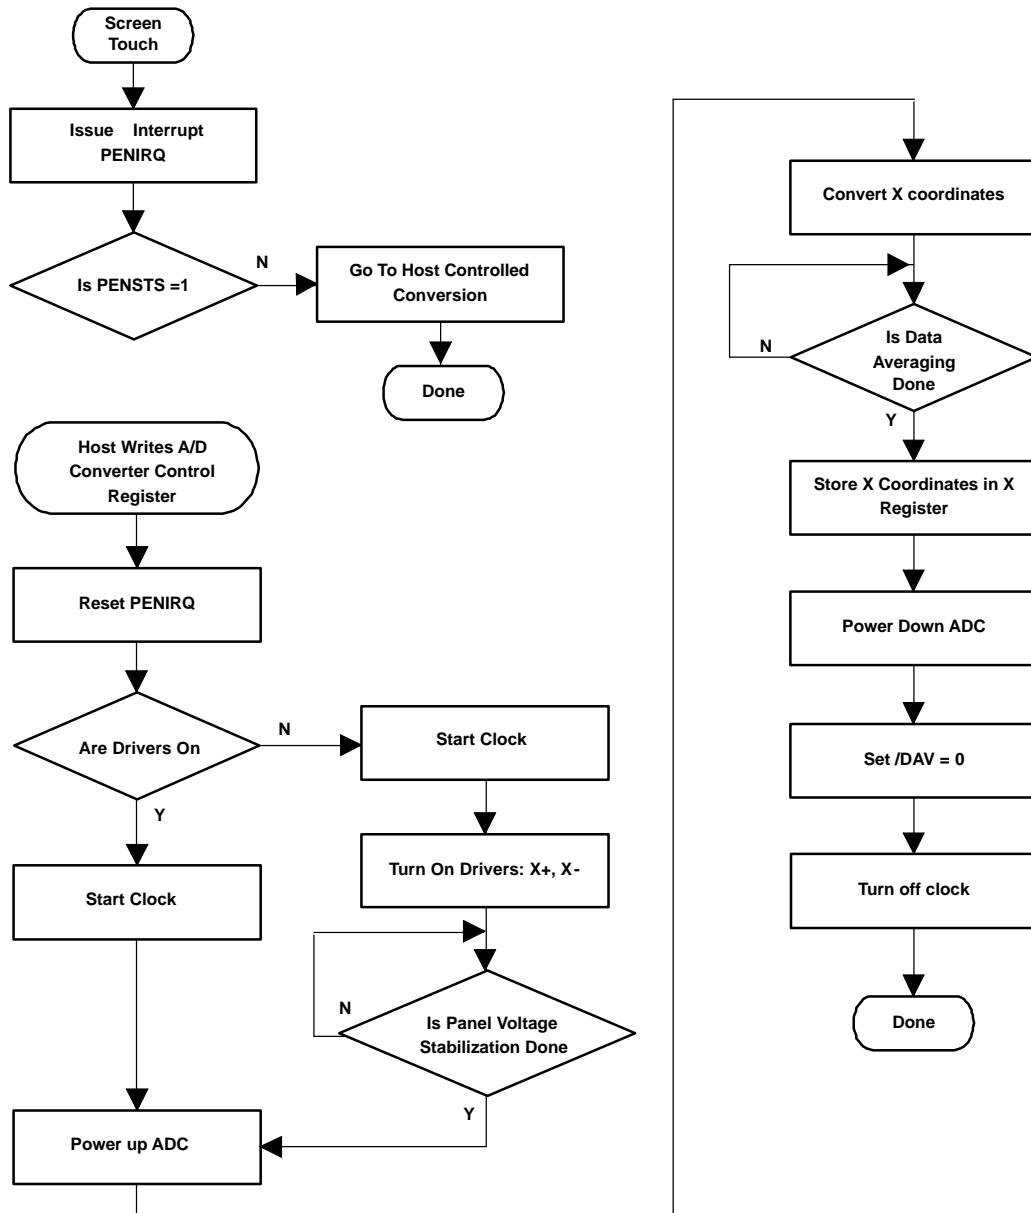 Screen
Touch
Issue Interrupt
PENIRQ
Is PENSTS =1
N
Go To Host Controlled
Conversion
Done
Host Writes A/D
Converter Control
Register
Reset PENIRQ
Are Drivers On
N
Y
Start Clock
Start Clock
Turn On Drivers: X+, X-
N
Is Panel Voltage
Stabilization Done
Y
Power up ADC
Convert X coordinates
N
Is Data
Averaging
Done
Y
Store X Coordinates in X
Register
Power Down ADC
Set /DAV = 0
Turn off clock
Done